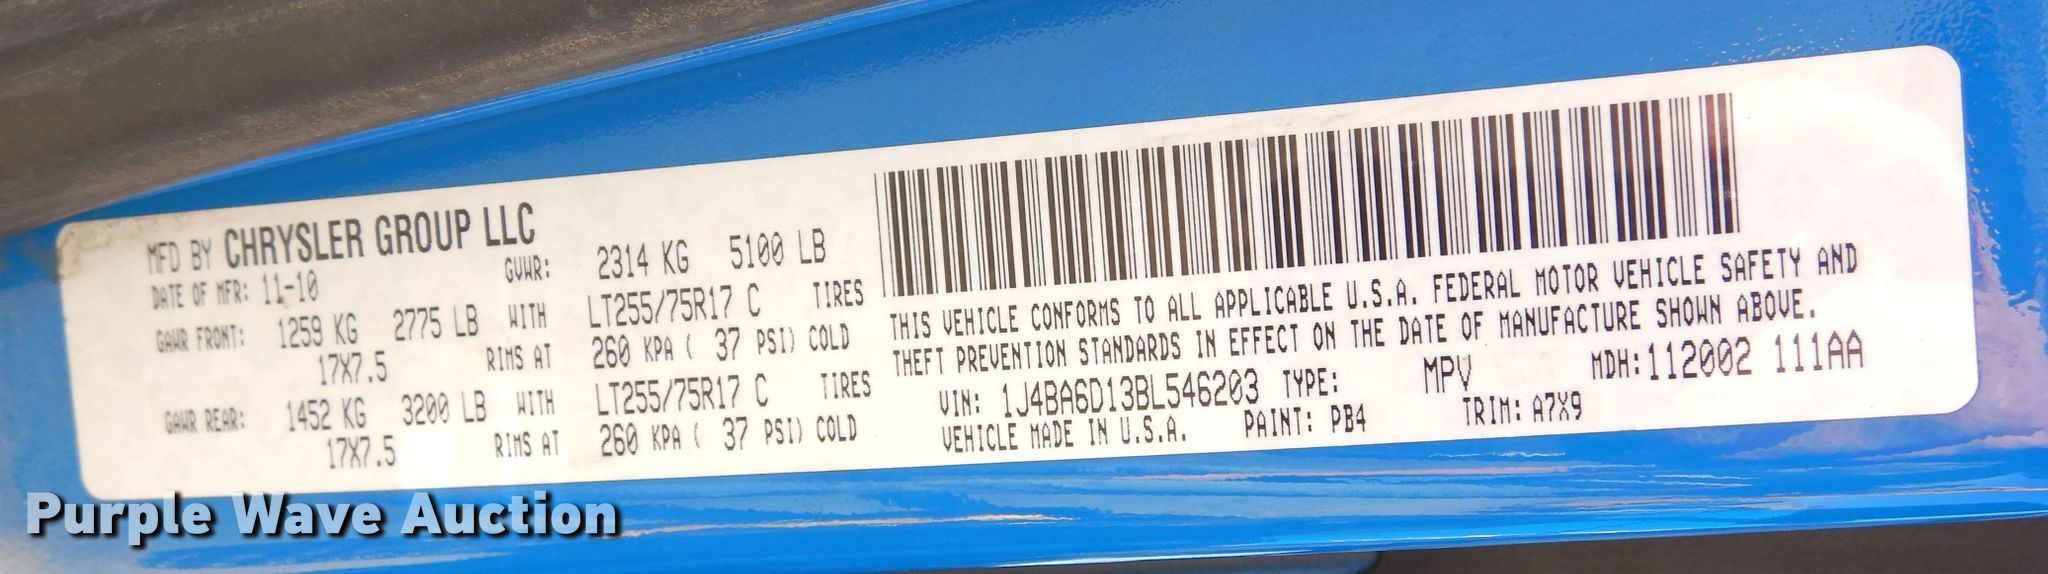 MFD BY CHRYSLER GROUP LLC
DATE OF MFR: 11-10 GVWR: 2314 KG 5100 LB
GAWR FRONT: 1259 KG 2775 LB WITH LT255/75R17 C TIRES
17X7.5 RIMS AT 260 KPA ( 37 PSI) COLD
GAWR REAR: 1452 KG 3200 LB WITH LT255/75R17 C TIRES
17X7.5 RIMS AT 260 KPA ( 37 PSI) COLD
THIS VEHICLE CONFORMS TO ALL APPLICABLE U.S.A. FEDERAL MOTOR VEHICLE SAFETY AND
THEFT PREVENTION STANDARDS IN EFFECT ON THE DATE OF MANUFACTURE SHOWN ABOVE.
VIN: 1J4BA6D13BL546203 TYPE: MPV MDH: 112002 111AA
VEHICLE MADE IN U.S.A. PAINT: PB4 TRIM: A7X9
Purple Wave Auction